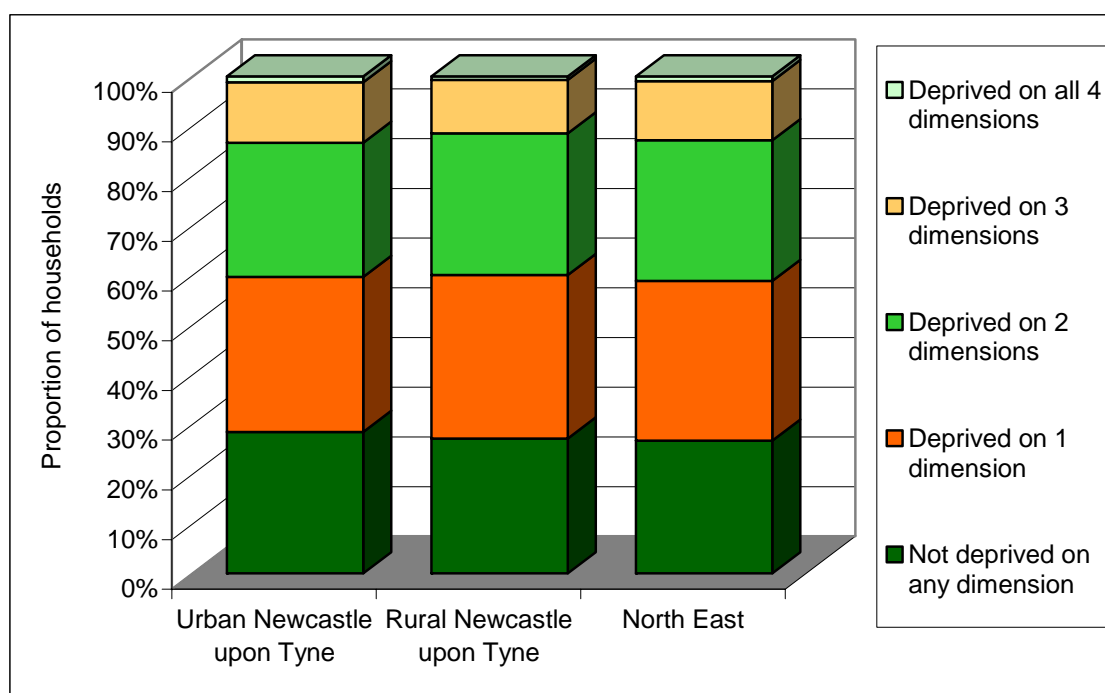 Proportion of households
100%
90%
80%
70%
60%
50%
40%
30%
20%
10%
0%
Urban Newcastle
upon Tyne
Rural Newcastle
upon Tyne
North East
Deprived on all 4
dimensions
Deprived on 3
dimensions
Deprived on 2
dimensions
Deprived on 1
dimension
Not deprived on
any dimension